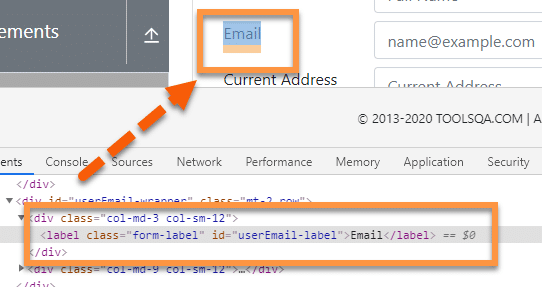 Full Name
ements
Email
name@example.com
Current Address
Current Address
© 2013-2020 TOOLSQA.COM | A
ents Console Sources Network Performance Memory Application Security
</div>
▼<div id="userEmail-wrapper" class="mt-2 row">
▼<div class="col-md-3 col-sm-12">
<label class="form-label" id="userEmail-label">Email</label> == $0
</div>
▶<div class="col-md-9 col-sm-12">…</div>